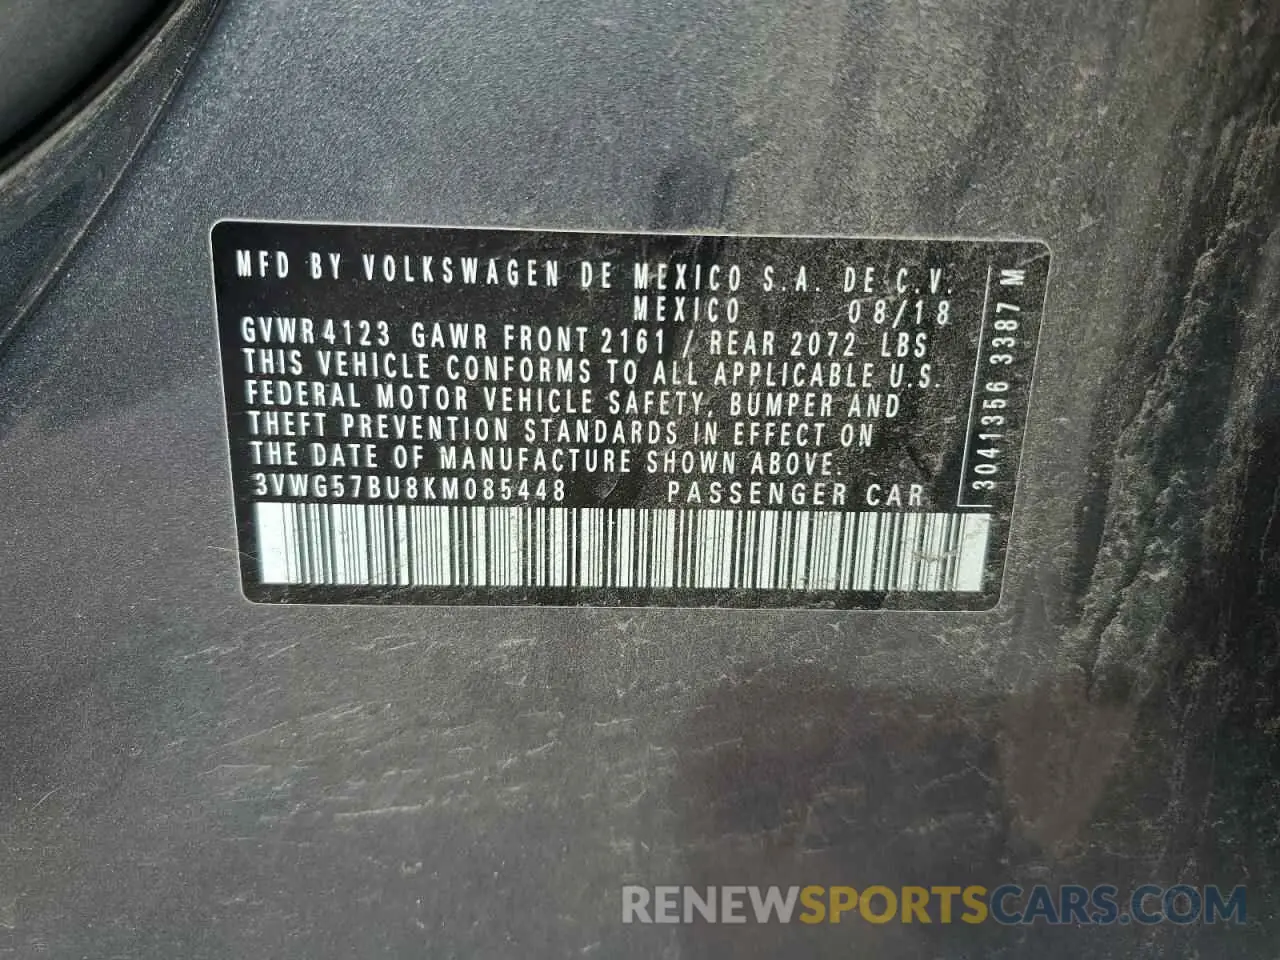 MFD BY VOLKSWAGEN DE MEXICO S.A. DE C.V.
MEXICO 08/18
GVWR 4123 GAWR FRONT 2161 / REAR 2072 LBS
THIS VEHICLE CONFORMS TO ALL APPLICABLE U.S.
FEDERAL MOTOR VEHICLE SAFETY, BUMPER AND
THEFT PREVENTION STANDARDS IN EFFECT ON
THE DATE OF MANUFACTURE SHOWN ABOVE.
3VWG57BU8KM085448 PASSENGER CAR
3041356 3387 M
RENEWSPORTSCARS.COM